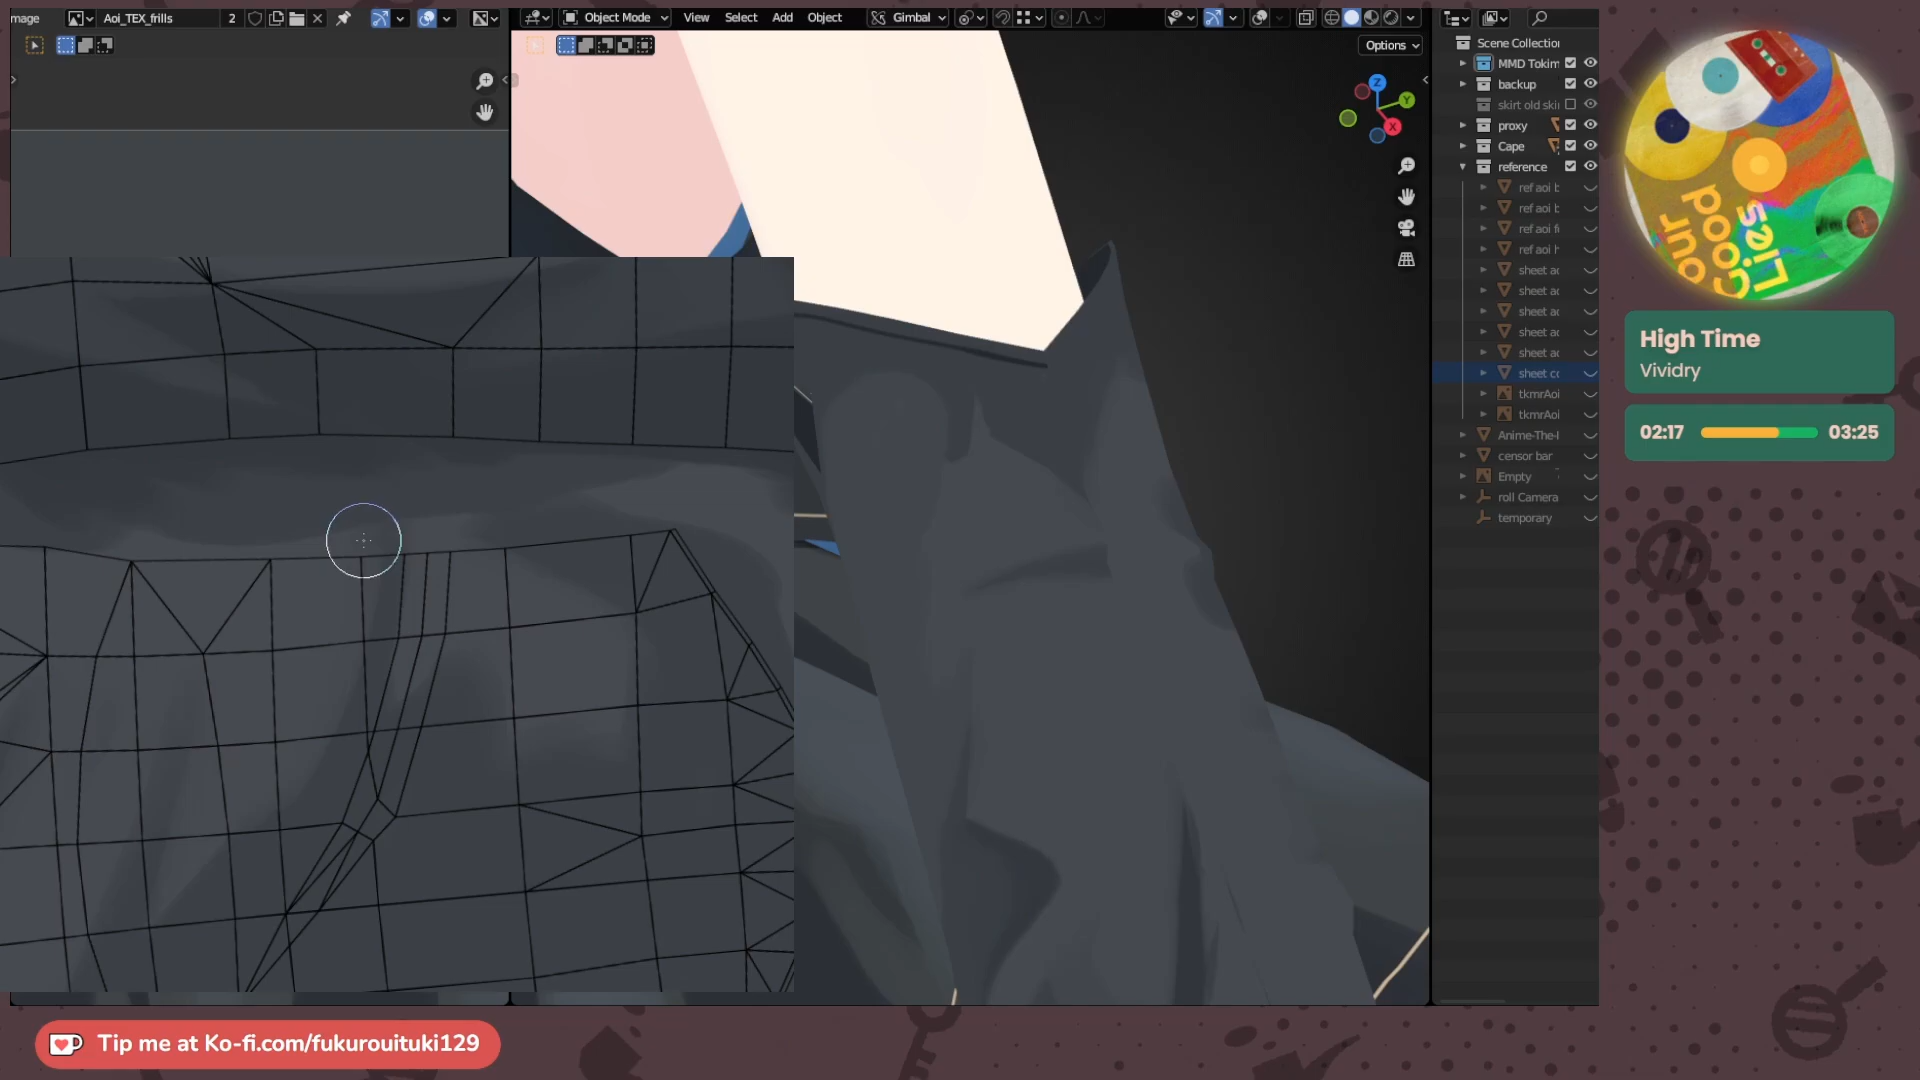 mage
Aoi_TEX_frills
2
Object Mode
View
Select
Add
Object
Gimbal
Options
Z
Y
X
Scene Collection
MMD Tokim
backup
skirt old ski
proxy
Cape
reference
ref aoi b
ref aoi b
ref aoi f
ref aoi h
sheet ac
sheet ac
sheet ac
sheet ac
sheet ac
sheet cc
tkmrAoi
tkmrAoi
Anime-The-I
censor bar
Empty
roll Camera
temporary
our
Good
Lies
High Time
Vividry
02:17
03:25
Tip me at Ko-fi.com/fukurouituki129